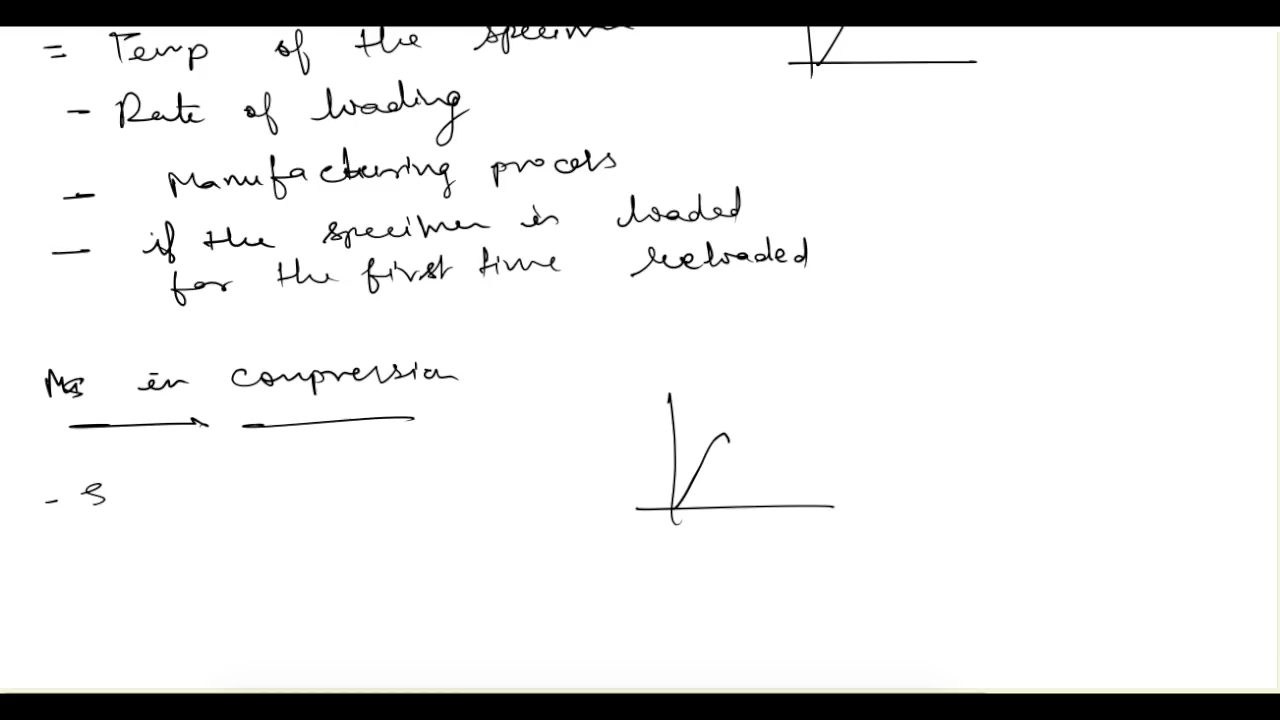 = Temp of the specimen
- Rate of loading
- Manufacturing process
- if the specimen is loaded
for the first time reloaded
MS in compression
- S